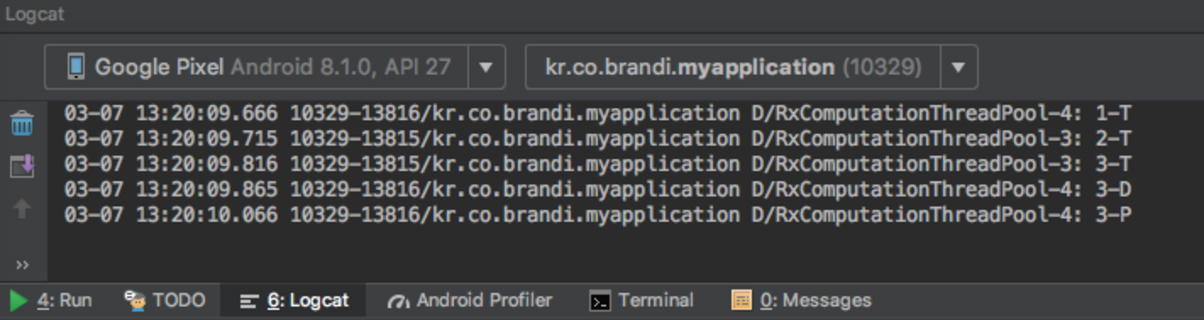 Logcat
Google Pixel Android 8.1.0, API 27
kr.co.brandi.myapplication (10329)
03-07 13:20:09.666 10329-13816/kr.co.brandi.myapplication D/RxComputationThreadPool-4: 1-T
03-07 13:20:09.715 10329-13815/kr.co.brandi.myapplication D/RxComputationThreadPool-3: 2-T
03-07 13:20:09.816 10329-13815/kr.co.brandi.myapplication D/RxComputationThreadPool-3: 3-T
03-07 13:20:09.865 10329-13816/kr.co.brandi.myapplication D/RxComputationThreadPool-4: 3-D
03-07 13:20:10.066 10329-13816/kr.co.brandi.myapplication D/RxComputationThreadPool-4: 3-P
4: Run TODO 6: Logcat Android Profiler Terminal 0: Messages